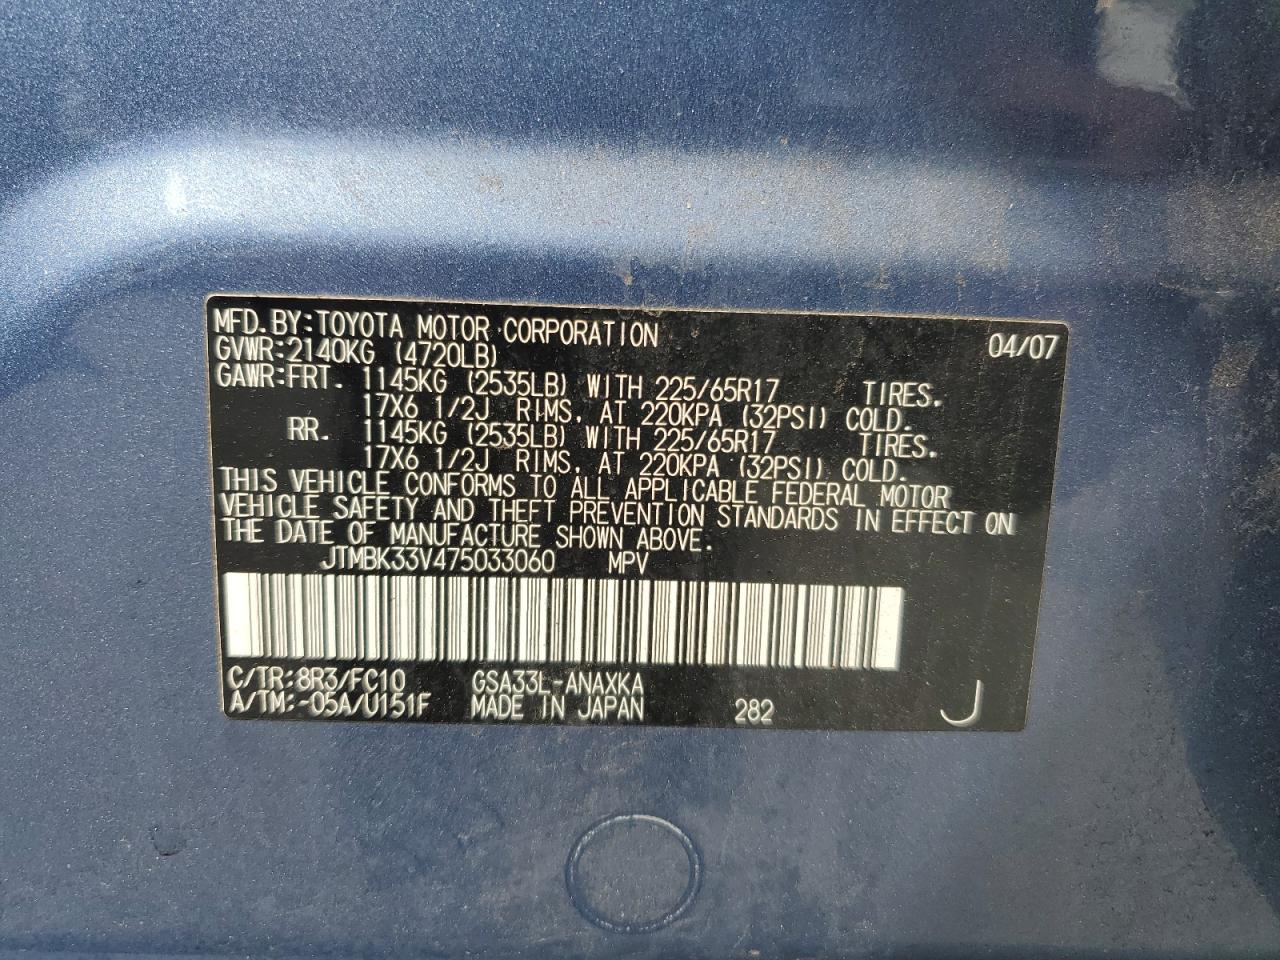 MFD.BY:TOYOTA MOTOR CORPORATION 04/07
GVWR:2140KG (4720LB)
GAWR:FRT. 1145KG (2535LB) WITH 225/65R17 TIRES.
17X6 1/2J RIMS, AT 220KPA (32PSI) COLD.
RR. 1145KG (2535LB) WITH 225/65R17 TIRES.
17X6 1/2J RIMS, AT 220KPA (32PSI) COLD.
THIS VEHICLE CONFORMS TO ALL APPLICABLE FEDERAL MOTOR
VEHICLE SAFETY AND THEFT PREVENTION STANDARDS IN EFFECT ON
THE DATE OF MANUFACTURE SHOWN ABOVE.
JTMBK33V475033060 MPV
C/TR:8R3/FC10 GSA33L-ANAXKA
A/TM:-05A/U151F MADE IN JAPAN 282 J